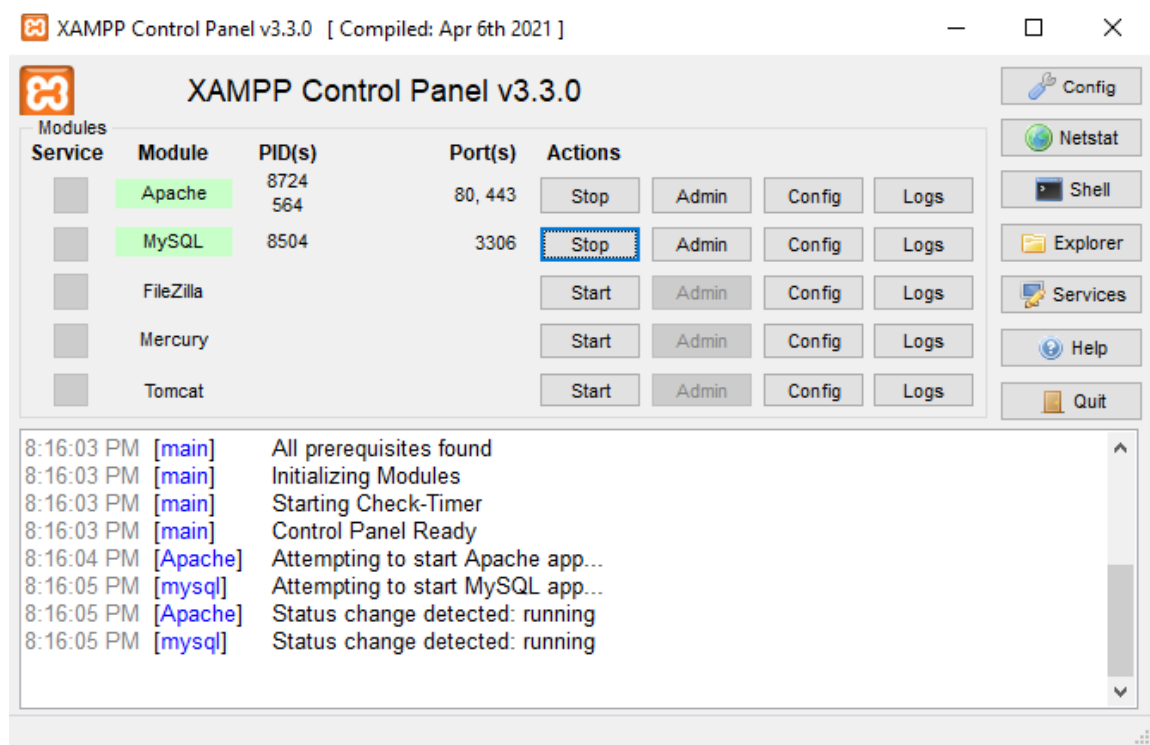 XAMPP Control Panel v3.3.0 [ Compiled: Apr 6th 2021 ]
XAMPP Control Panel v3.3.0
Config
Modules
Netstat
Service Module PID(s) Port(s) Actions
Apache 8724 564 80, 443 Stop Admin Config Logs
Shell
MySQL 8504 3306 Stop Admin Config Logs
Explorer
FileZilla Start Admin Config Logs
Services
Mercury Start Admin Config Logs
Help
Tomcat Start Admin Config Logs
Quit
8:16:03 PM [main] All prerequisites found
8:16:03 PM [main] Initializing Modules
8:16:03 PM [main] Starting Check-Timer
8:16:03 PM [main] Control Panel Ready
8:16:04 PM [Apache] Attempting to start Apache app...
8:16:05 PM [mysql] Attempting to start MySQL app...
8:16:05 PM [Apache] Status change detected: running
8:16:05 PM [mysql] Status change detected: running